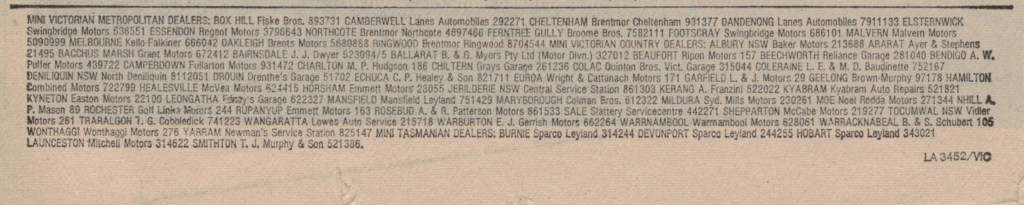 MINI VICTORIAN METROPOLITAN DEALERS: BOX HILL Fiske Bros. 893731 CAMBERWELL Lanes Automobiles 292271 CHELTENHAM Brentmor Cheltenham 931377 DANDENONG Lanes Automobiles 7911133 ELSTERNWICK
Swingbridge Motors 536551 ESSENDON Regent Motors 3796643 NORTHCOTE Brentmor Northcote 4897466 FERNTREE GULLY Broome Bros. 7582111 FOOTSCRAY Swingbridge Motors 686101 MALVERN Malvern Motors
5090999 MELBOURNE Kello-Falkiner 666042 OAKLEIGH Brents Motors 5680868 RINGWOOD Brentmor Ringwood 8704544 MINI VICTORIAN COUNTRY DEALERS: ALBURY NSW Baker Motors 213688 ARARAT Ayer & Stephens
21495 BACCHUS MARSH Grant Motors 672412 BAIRNSDALE J. J. Dwyer 523094/5 BALLARAT B. & G. Myers Pty Ltd (Motor Divn.) 327012 BEAUFORT Ripon Motors 157 BEECHWORTH Reliance Garage 281040 BENDIGO A. W.
Pulfer Motors 439722 CAMPERDOWN Fullarton Motors 931472 CHARLTON M. P. Hudgson 186 CHILTERN Grays Garage 261236 COLAC Quinton Bros. Vict. Garage 315044 COLERAINE L. E. & M. D. Baudinette 752167
DENILIQUIN NSW North Deniliquin 8112051 DROUIN Drenthe's Garage 51702 ECHUCA C. P. Healey & Son 821711 EUROA Wright & Cattanach Motors 171 GARFIELD L. & J. Motors 29 GEELONG Brown-Murphy 97178 HAMILTON
Combined Motors 722799 HEALESVILLE McVea Motors 624415 HORSHAM Emmett Motors 23055 JERILDERIE NSW Central Service Station 861303 KERANG A. Franzini 522022 KYABRAM Kyabram Auto Repairs 521821
KYNETON Easton Motors 22100 LEONGATHA Garage 622327 MANSFIELD Mansfield Leyland 751429 MARYBOROUGH Colman Bros. 612322 MILDURA Syd. Mills Motors 230261 MOE Noel Rodda Motors 271344 NHILL A.
P. Mason 80 ROCHESTER Golf Links 244 RUPANYUP Emmett Motors 163 ROSEBUD A. & R. Patterson Motors 861533 SALE Slattery Servicecentre 442271 SHEPPARTON McCabe Motors 219277 TOCUMWAL NSW Vidler
Motors 261 TRARALGON T. G. Cobbledick 741223 WANGARATTA Lowes Auto Service 215718 WARBURTON E. J. Gerrish Motors 662264 WARRNAMBOOL Warrnambool Motors 628061 WARRACKNABEAL B. & S. Schubert 105
WONTHAGGI Wonthaggi Motors 276 YARRAM Newman's Service Station 825147 MINI TASMANIAN DEALERS: BURNIE Sparco Leyland 314244 DEVONPORT Sparco Leyland 244255 HOBART Sparco Leyland 343021
LAUNCESTON Mitchell Motors 314622 SMITHTON T. J. Murphy & Son 521386.
LA 3452/VIC